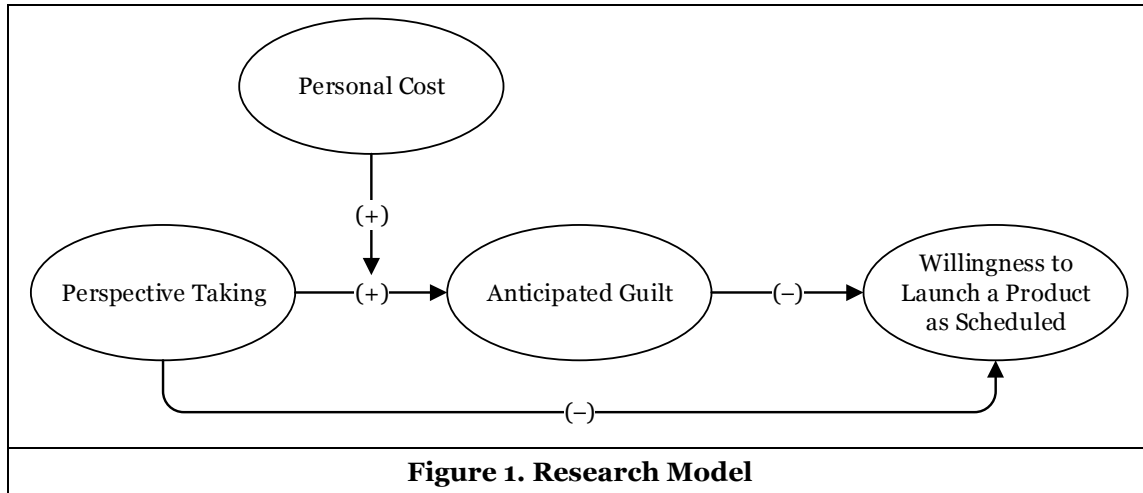 Personal Cost
(+)
Perspective Taking
(+)
Anticipated Guilt
(–)
Willingness to
Launch a Product
as Scheduled
(–)
Figure 1. Research Model